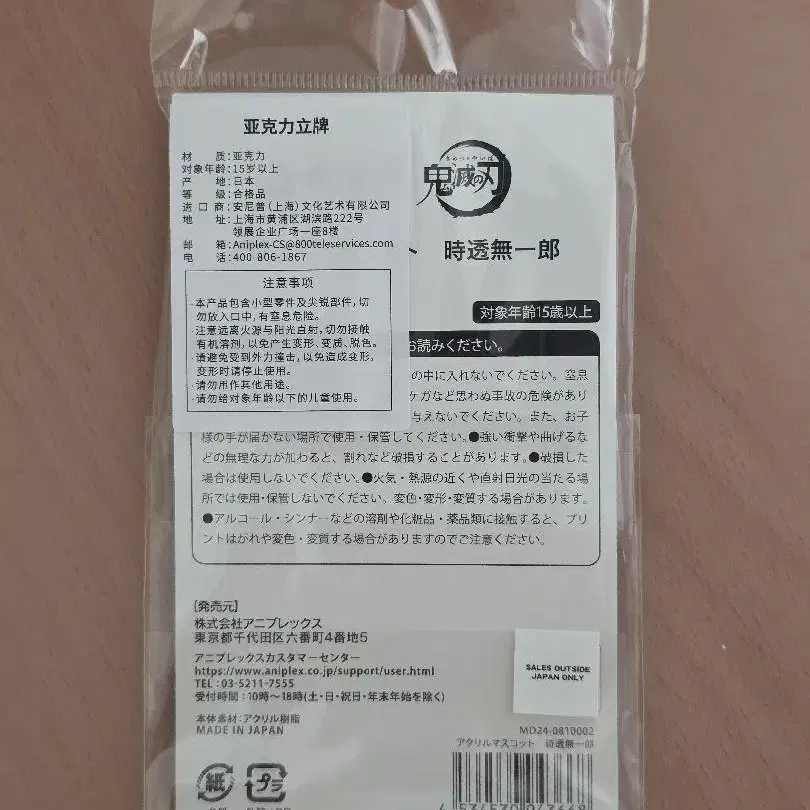 亚克力立牌
材 质:亚克力
对象年龄:15岁以上
产 地:日本
等 级:合格品
进 口 商:安尼普(上海)文化艺术有限公司
地 址:上海市黄浦区湖滨路222号
领展企业广场一座8楼
邮 箱:Aniplex-CS@800teleservices.com
电 话:400-806-1867
注意事项
·本产品包含小型零件及尖锐部件,切
勿放入口中,有窒息危险。
·注意远离火源与阳光直射,切勿接触
有机溶剂,以免产生变形、变质、脱色。
·请避免受到外力撞击,以免造成变形,
变形时请停止使用。
·请勿用作其他用途。
·请勿给对象年龄以下的儿童使用。
鬼滅の刃
時透無一郎
対象年齢15歳以上
お読みください。
の中に入れないでください。窒息
ケガなど思わぬ事故の危険があり
与えないでください。また、お子
様の手が届かない場所で使用・保管してください。●強い衝撃や曲げるな
どの無理な力が加わると、割れなど破損することがあります。●破損した
場合は使用しないでください。●火気・熱源の近くや直射日光の当たる場
所では使用・保管しないでください、変色・変形・変質する場合があります。
●アルコール・シンナーなどの溶剤や化粧品・薬品類に接触すると、プリ
ントはがれや変色・変質する場合がありますのでご注意ください。
[発売元]
株式会社アニプレックス
東京都千代田区六番町4番地5
アニプレックスカスタマーセンター
https://www.aniplex.co.jp/support/user.html
TEL:03-5211-7555
受付時間:10時〜18時(土・日・祝日・年末年始を除く)
本体素材:アクリル樹脂
MADE IN JAPAN
SALES OUTSIDE
JAPAN ONLY
MD24-0810002
アクリルマスコット 時透無一郎
紙 プラ